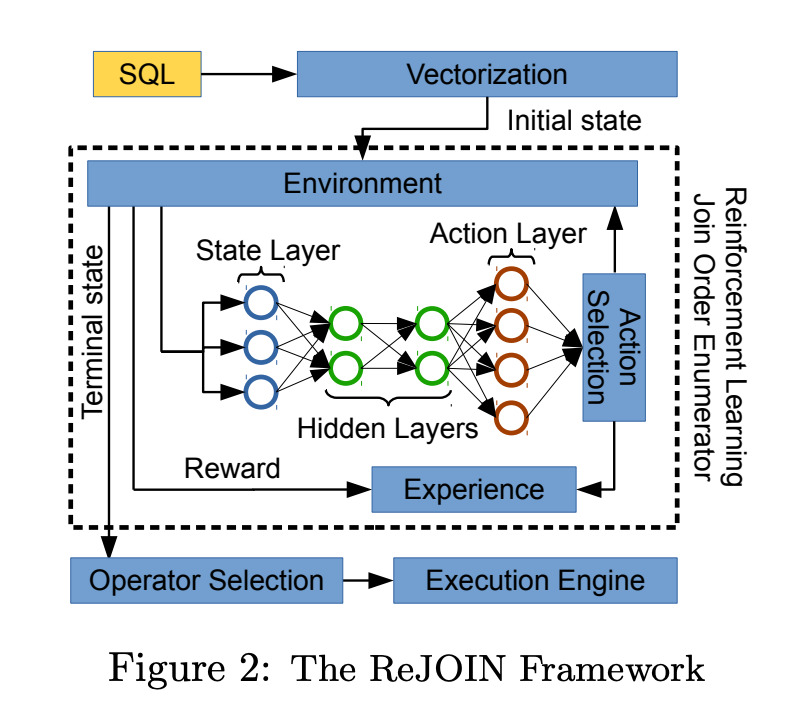 SQL
Vectorization
Initial state
Environment
State Layer
Action Layer
Terminal state
Action
Selection
Reinforcement Learning
Join Order Enumerator
Hidden Layers
Reward
Experience
Operator Selection
Execution Engine
Figure 2: The ReJOIN Framework